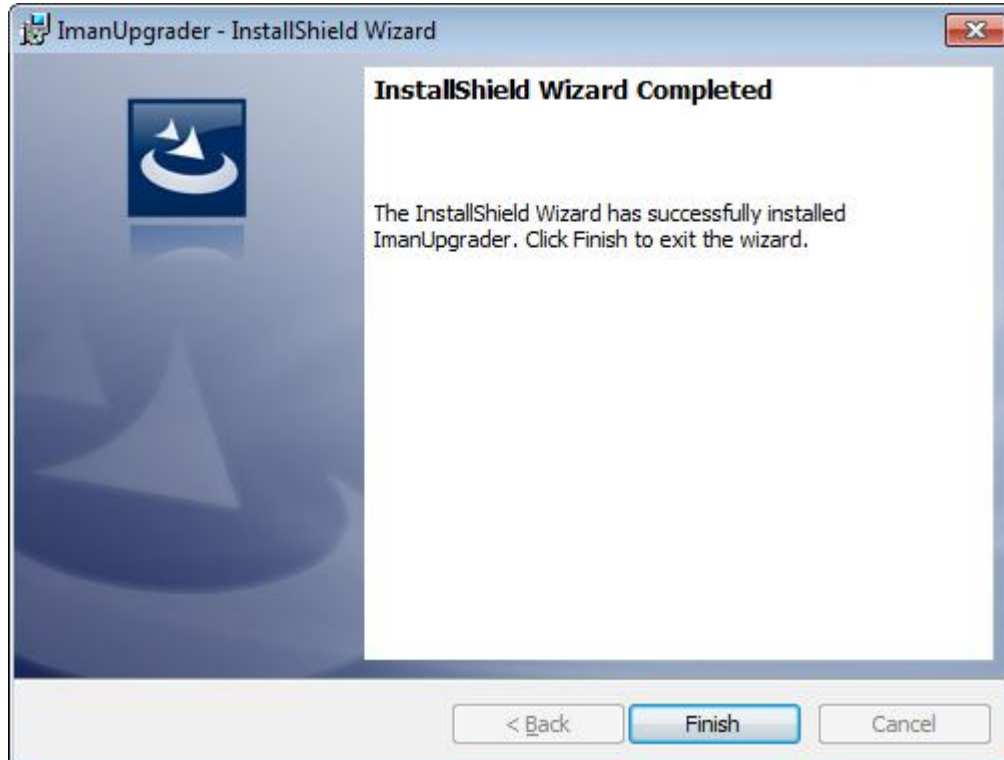 ImanUpgrader - InstallShield Wizard
InstallShield Wizard Completed
The InstallShield Wizard has successfully installed
ImanUpgrader. Click Finish to exit the wizard.
< Back
Finish
Cancel